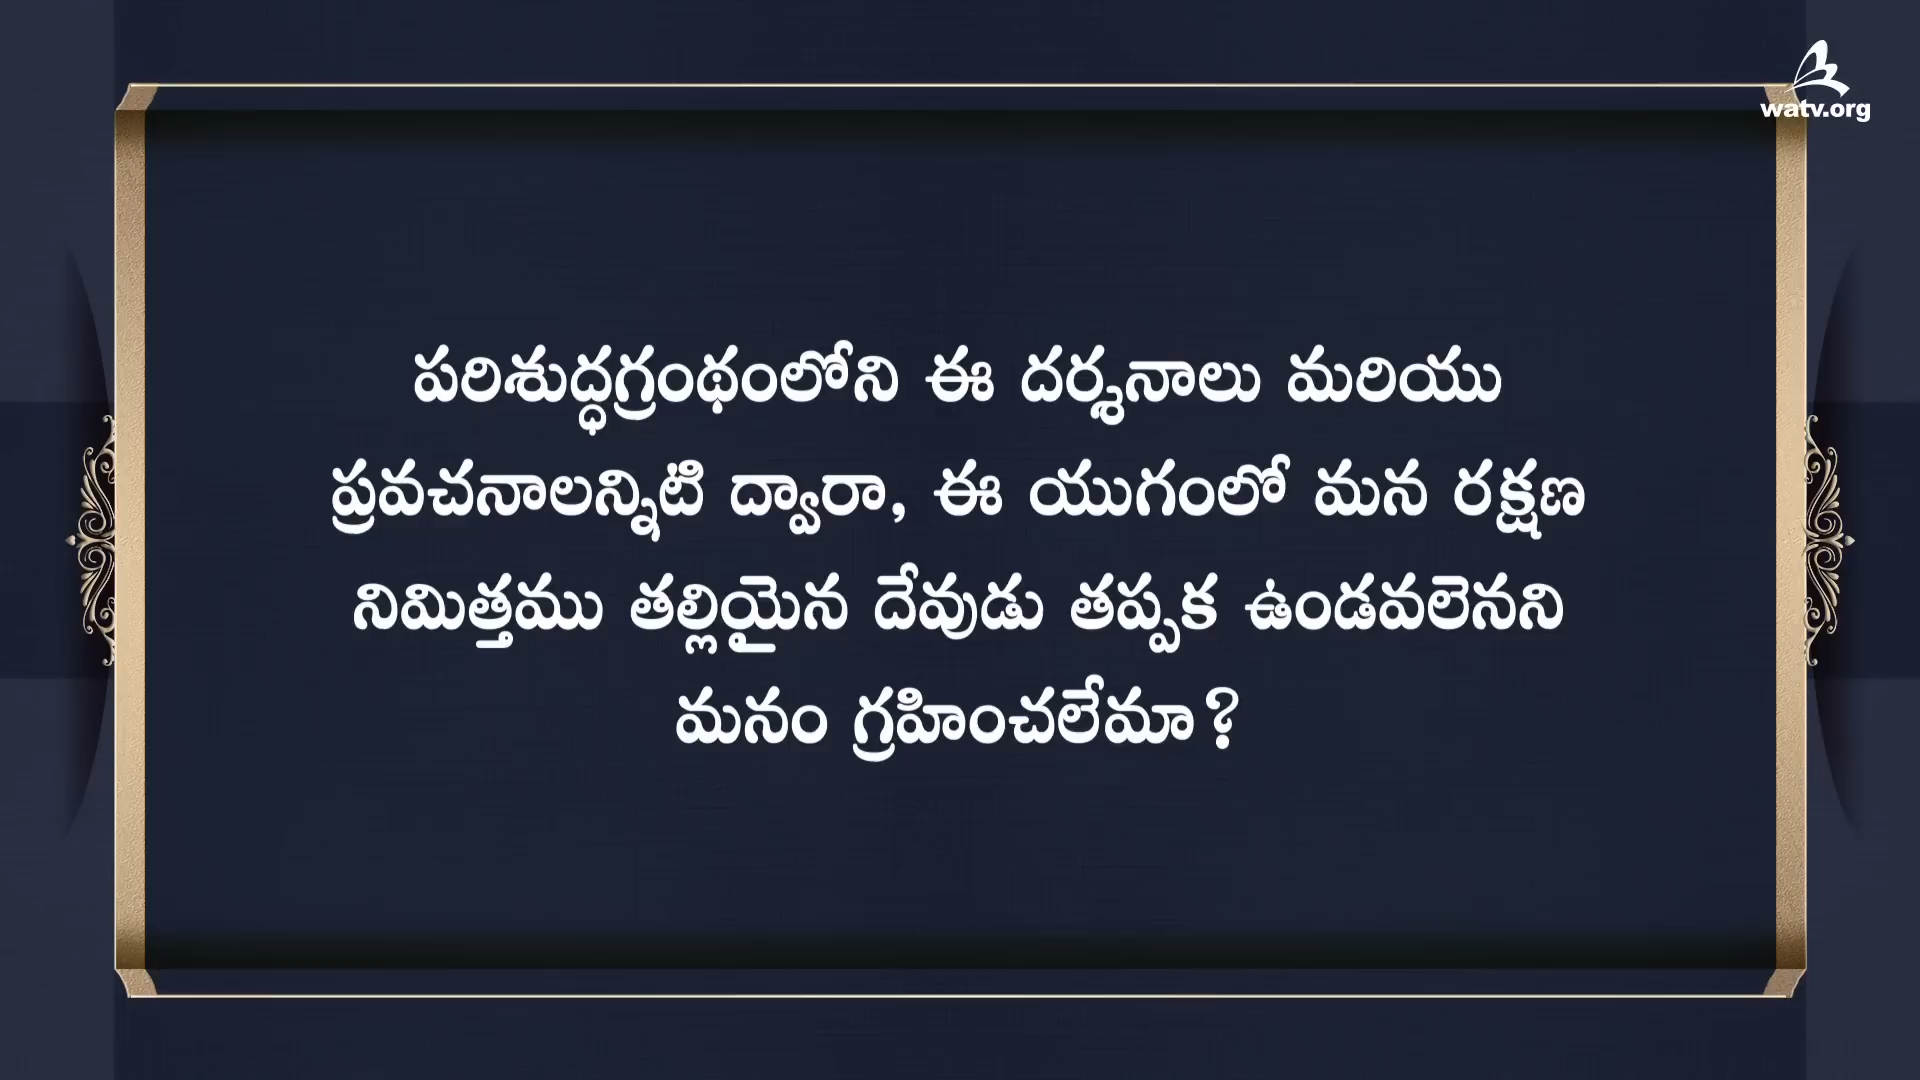 watv.org
పరిశుద్ధగ్రంథంలోని ఈ దర్శనాలు మరియు
ప్రవచనాలన్నిటి ద్వారా, ఈ యుగంలో మన రక్షణ
నిమిత్తము తల్లియైన దేవుడు తప్పక ఉండవలెనని
మనం గ్రహించలేమా?